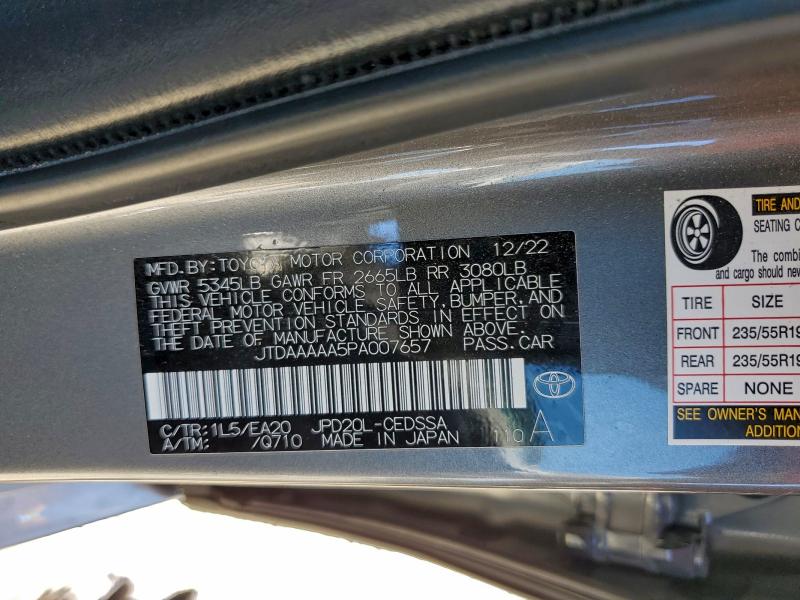 MFD.BY:TOYOTA MOTOR CORPORATION 12/22
GVWR 5345LB GAWR FR 2665LB RR 3080LB
THIS VEHICLE CONFORMS TO ALL APPLICABLE
FEDERAL MOTOR VEHICLE SAFETY,BUMPER,AND
THEFT PREVENTION STANDARDS IN EFFECT ON
THE DATE OF MANUFACTURE SHOWN ABOVE.
JTDAAAAA5PA007657 PASS.CAR
C/TR:1L5/EA20 JPD20L-CEDSSA
A/TM: /Q710 MADE IN JAPAN 110 A
TIRE AND
SEATING C
The combi
and cargo should nev
TIRE SIZE
FRONT 235/55R19
REAR 235/55R19
SPARE NONE
SEE OWNER'S MAN
ADDITION